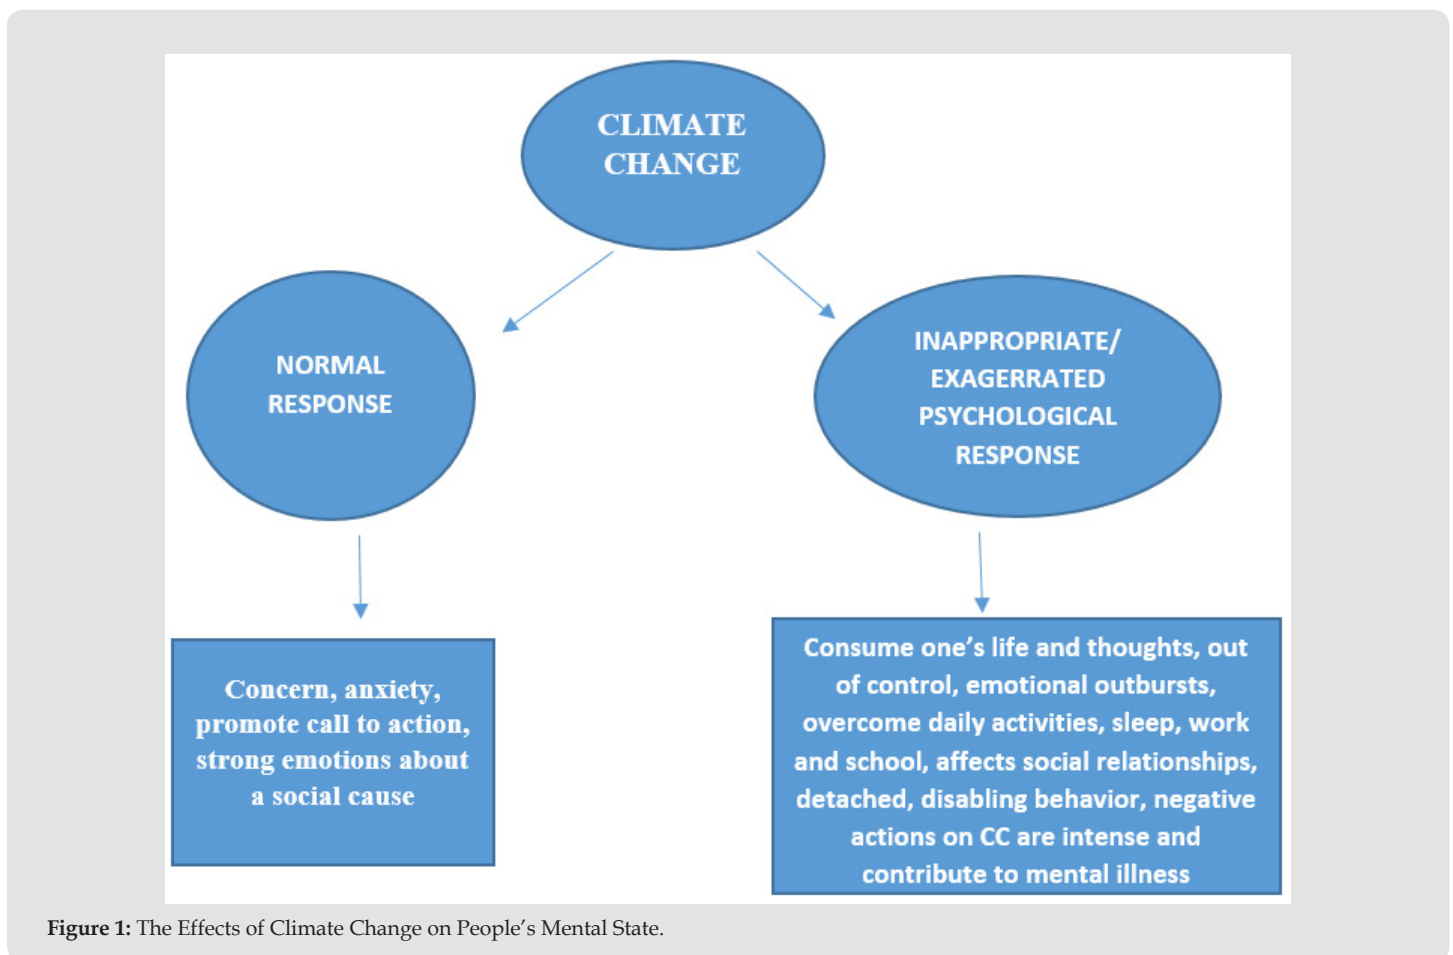 CLIMATE
CHANGE
NORMAL
RESPONSE
INAPPROPRIATE/
EXAGERRATED
PSYCHOLOGICAL
RESPONSE
Concern, anxiety,
promote call to action,
strong emotions about
a social cause
Consume one’s life and thoughts, out
of control, emotional outbursts,
overcome daily activities, sleep, work
and school, affects social relationships,
detached, disabling behavior, negative
actions on CC are intense and
contribute to mental illness
Figure 1: The Effects of Climate Change on People’s Mental State.